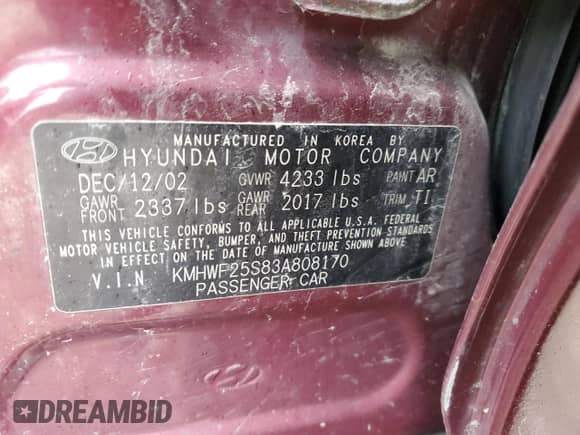 MANUFACTURED IN KOREA BY
HYUNDAI MOTOR COMPANY
DEC/12/02 GVWR 4233 lbs PAINT AR
GAWR FRONT 2337 lbs GAWR REAR 2017 lbs TRIM TI
THIS VEHICLE CONFORMS TO ALL APPLICABLE U.S.A. FEDERAL
MOTOR VEHICLE SAFETY, BUMPER, AND THEFT PREVENTION STANDARDS
IN EFFECT ON THE DATE OF MANUFACTURE SHOWN ABOVE
V.I.N KMHWF25S83A808170
PASSENGER CAR
DREAMBID